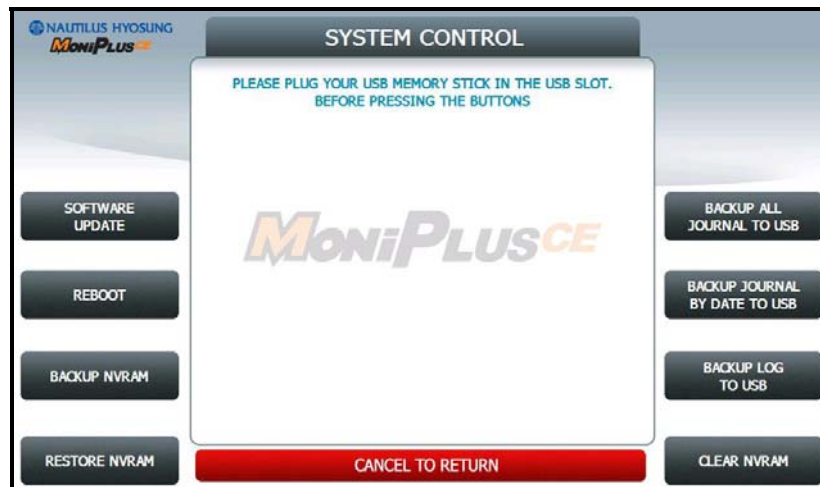 NAUTILUS HYOSUNG
MONIPLUS CE
SYSTEM CONTROL
PLEASE PLUG YOUR USB MEMORY STICK IN THE USB SLOT.
BEFORE PRESSING THE BUTTONS
MONIPLUSCE
SOFTWARE
UPDATE
REBOOT
BACKUP NVRAM
RESTORE NVRAM
BACKUP ALL
JOURNAL TO USB
BACKUP JOURNAL
BY DATE TO USB
BACKUP LOG
TO USB
CLEAR NVRAM
CANCEL TO RETURN